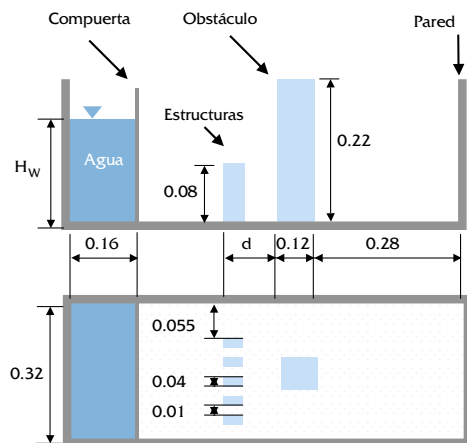 Compuerta
Obstáculo
Pared
Estructuras
H_W
Agua
0.08
0.22
0.16
d
0.12
0.28
0.055
0.32
0.04
0.01